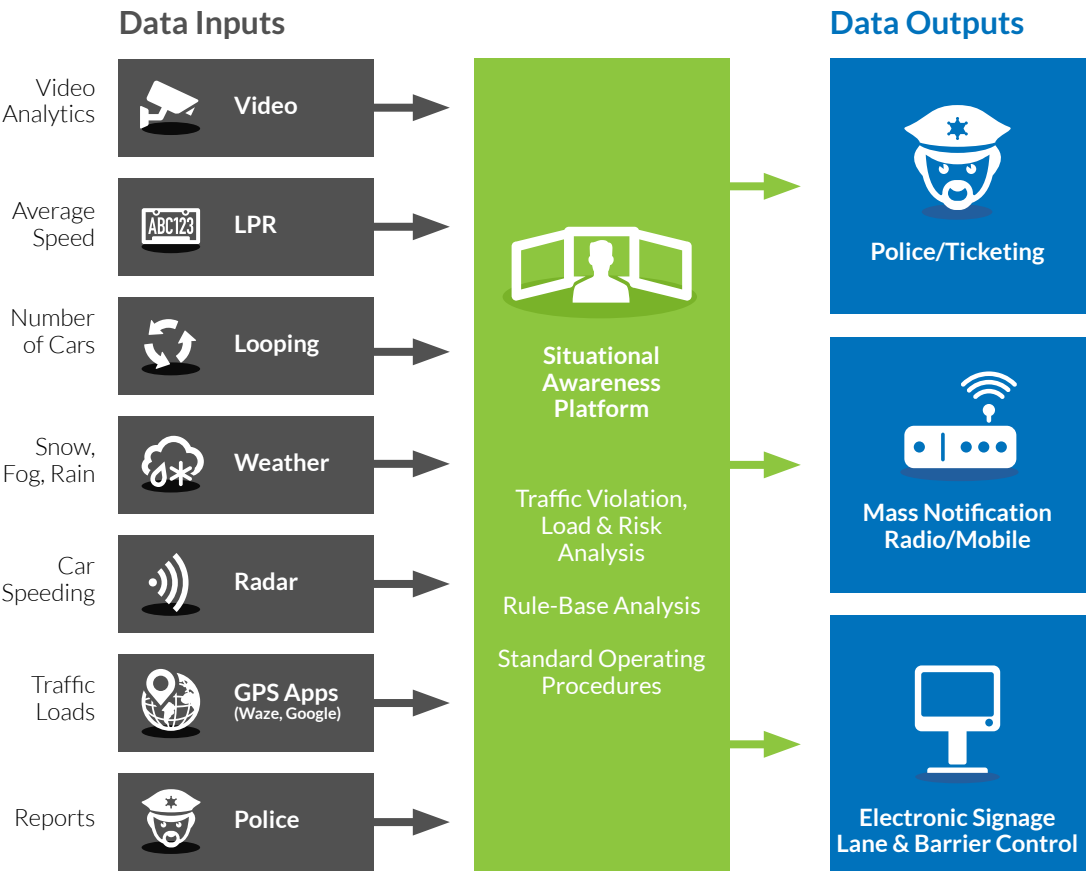 Data Inputs
Data Outputs
Video
Analytics
Video
Average
Speed
ABC123
LPR
Number
of Cars
Looping
Snow,
Fog, Rain
Weather
Car
Speeding
Radar
Traffic
Loads
GPS Apps
(Waze, Google)
Reports
Police
Situational
Awareness
Platform
Traffic Violation,
Load & Risk
Analysis
Rule-Base Analysis
Standard Operating
Procedures
Police/Ticketing
Mass Notification
Radio/Mobile
Electronic Signage
Lane & Barrier Control